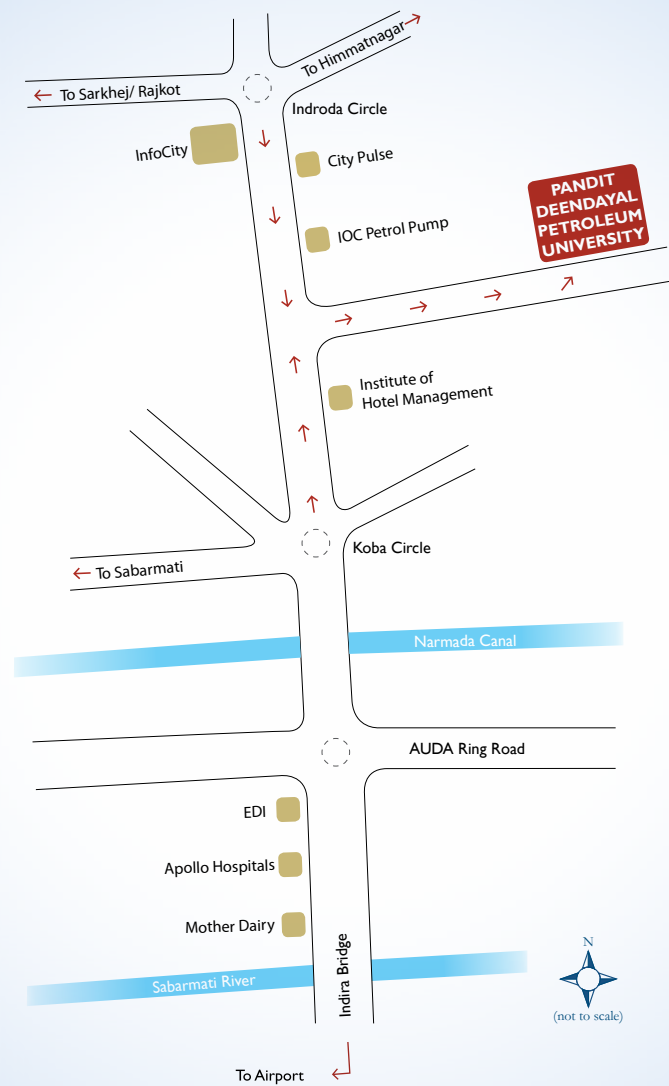 To Himmatnagar
To Sarkhej/ Rajkot
Indroda Circle
InfoCity
City Pulse
PANDIT
DEENDAYAL
PETROLEUM
UNIVERSITY
IOC Petrol Pump
Institute of
Hotel Management
Koba Circle
To Sabarmati
Narmada Canal
AUDA Ring Road
EDI
Apollo Hospitals
Mother Dairy
Indira Bridge
Sabarmati River
N
(not to scale)
To Airport